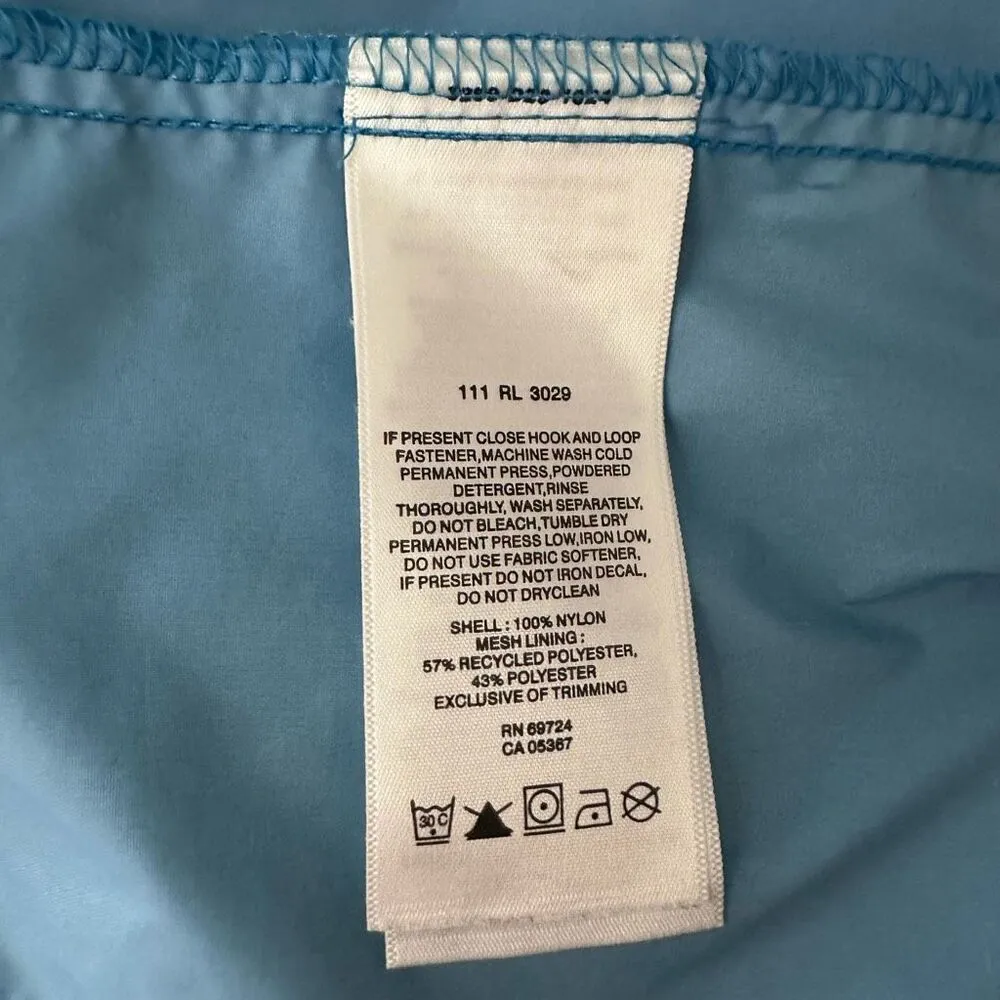 111 RL 3029
IF PRESENT CLOSE HOOK AND LOOP
FASTENER,MACHINE WASH COLD
PERMANENT PRESS,POWDERED
DETERGENT,RINSE
THOROUGHLY, WASH SEPARATELY,
DO NOT BLEACH,TUMBLE DRY
PERMANENT PRESS LOW,IRON LOW,
DO NOT USE FABRIC SOFTENER,
IF PRESENT DO NOT IRON DECAL,
DO NOT DRYCLEAN
SHELL : 100% NYLON
MESH LINING :
57% RECYCLED POLYESTER,
43% POLYESTER
EXCLUSIVE OF TRIMMING
RN 69724
CA 05367
30 C